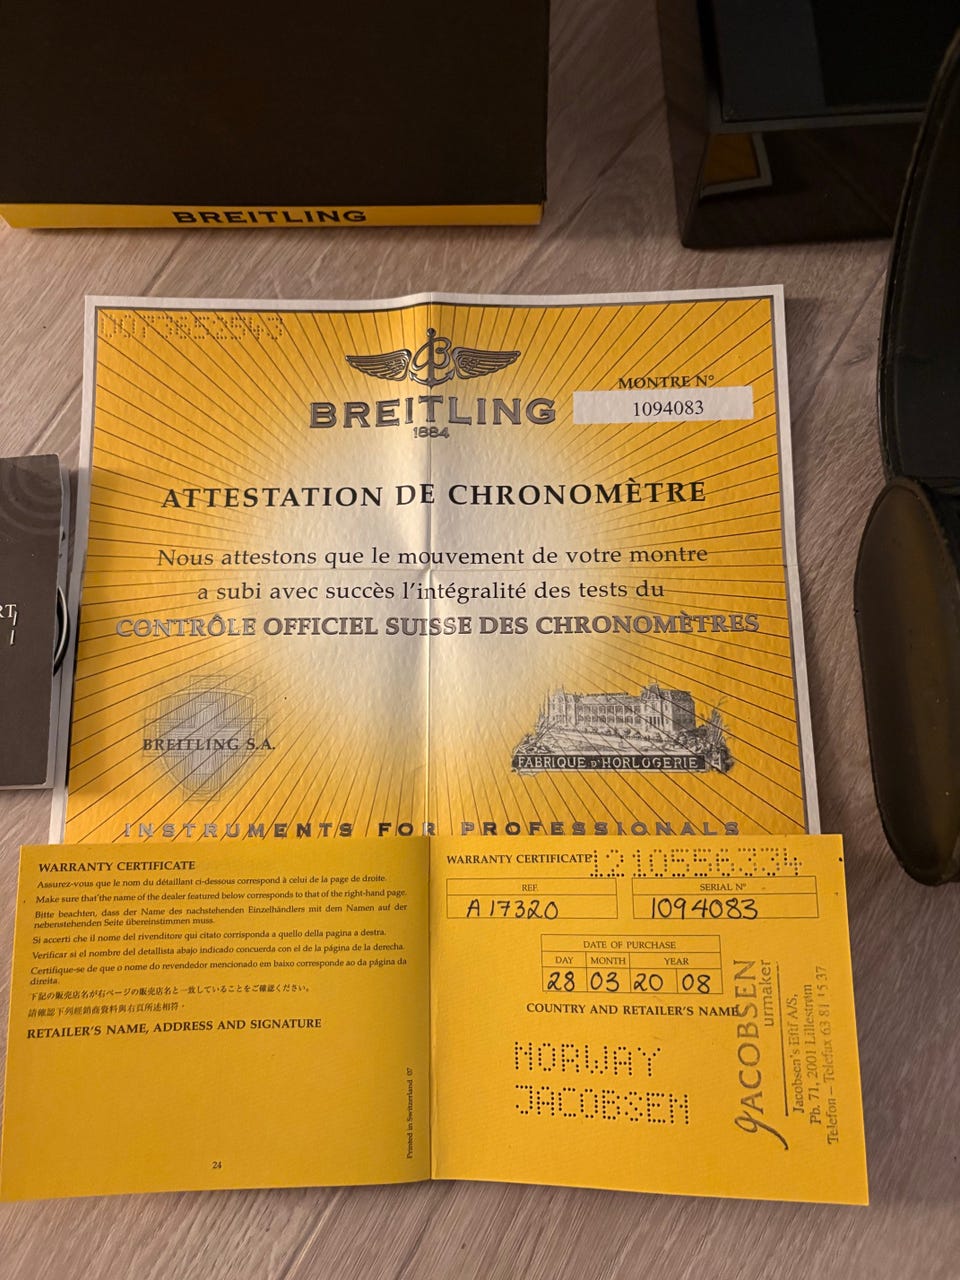 BREITLING
0073652543
BREITLING
1884
MONTRE N°
1094083
ATTESTATION DE CHRONOMÈTRE
Nous attestons que le mouvement de votre montre
a subi avec succès l'intégralité des tests du
CONTRÔLE OFFICIEL SUISSE DES CHRONOMÈTRES
BREITLING S.A.
FABRIQUE D'HORLOGERIE
INSTRUMENTS FOR PROFESSIONALS
WARRANTY CERTIFICATE
Assurez-vous que le nom du détaillant ci-dessous correspond à celui de la page de droite.
Make sure that the name of the dealer featured below corresponds to that of the right-hand page.
Bitte beachten, dass der Name des nachstehenden Einzelhändlers mit dem Namen auf der
nebenstehenden Seite übereinstimmen muss.
Si accerti che il nome del rivenditore qui citato corrisponda a quello della pagina a destra.
Verificar si el nombre del detallista abajo indicado concuerda con el de la página de la derecha.
Certifique-se de que o nome do revendedor mencionado em baixo corresponde ao da página da
direita.
下記の販売店名が右ページの販売店名と一致していることをご確認ください。
請確認下列經銷商資料與右頁所述相符。
RETAILER'S NAME, ADDRESS AND SIGNATURE
Printed in Switzerland 07
24
WARRANTY CERTIFICATE
1210556334
REF.
A17320
SERIAL N°
1094083
DATE OF PURCHASE
DAY MONTH YEAR
28 03 20 08
COUNTRY AND RETAILER'S NAME
NORWAY
JACOBSEN
JACOBSEN
urmaker
Jacobsen's Eftf A/S,
Pb. 71, 2001 Lillestrøm
Telefon – Telefax 63 81 15 37